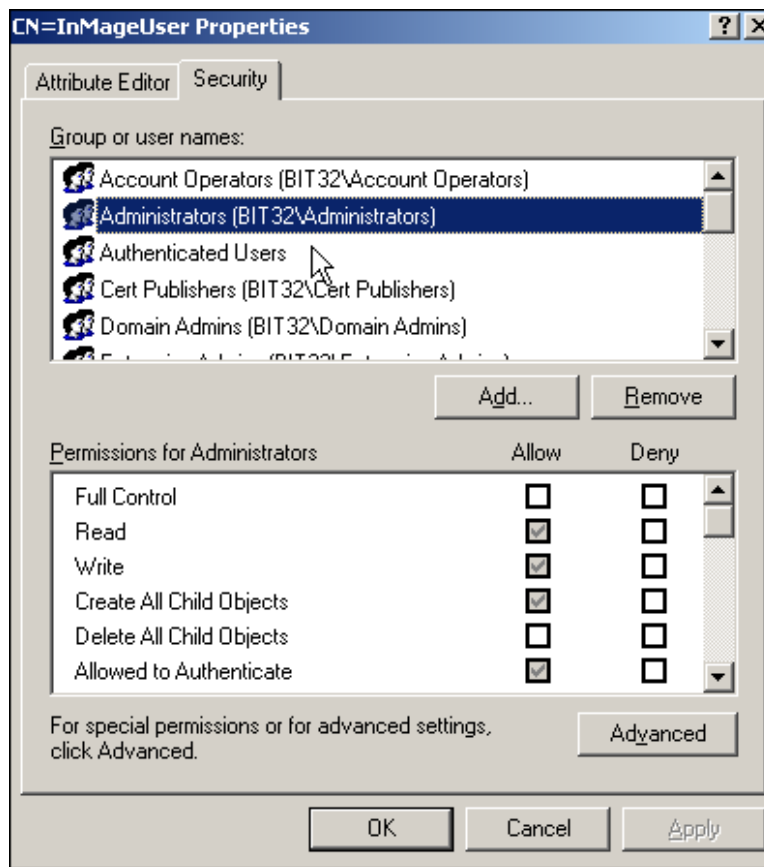 CN=InMageUser Properties
Attribute Editor Security
Group or user names:
Account Operators (BIT32\Account Operators)
Administrators (BIT32\Administrators)
Authenticated Users
Cert Publishers (BIT32\Cert Publishers)
Domain Admins (BIT32\Domain Admins)
Add... Remove
Permissions for Administrators Allow Deny
Full Control
Read
Write
Create All Child Objects
Delete All Child Objects
Allowed to Authenticate
For special permissions or for advanced settings,
click Advanced.
Advanced
OK Cancel Apply